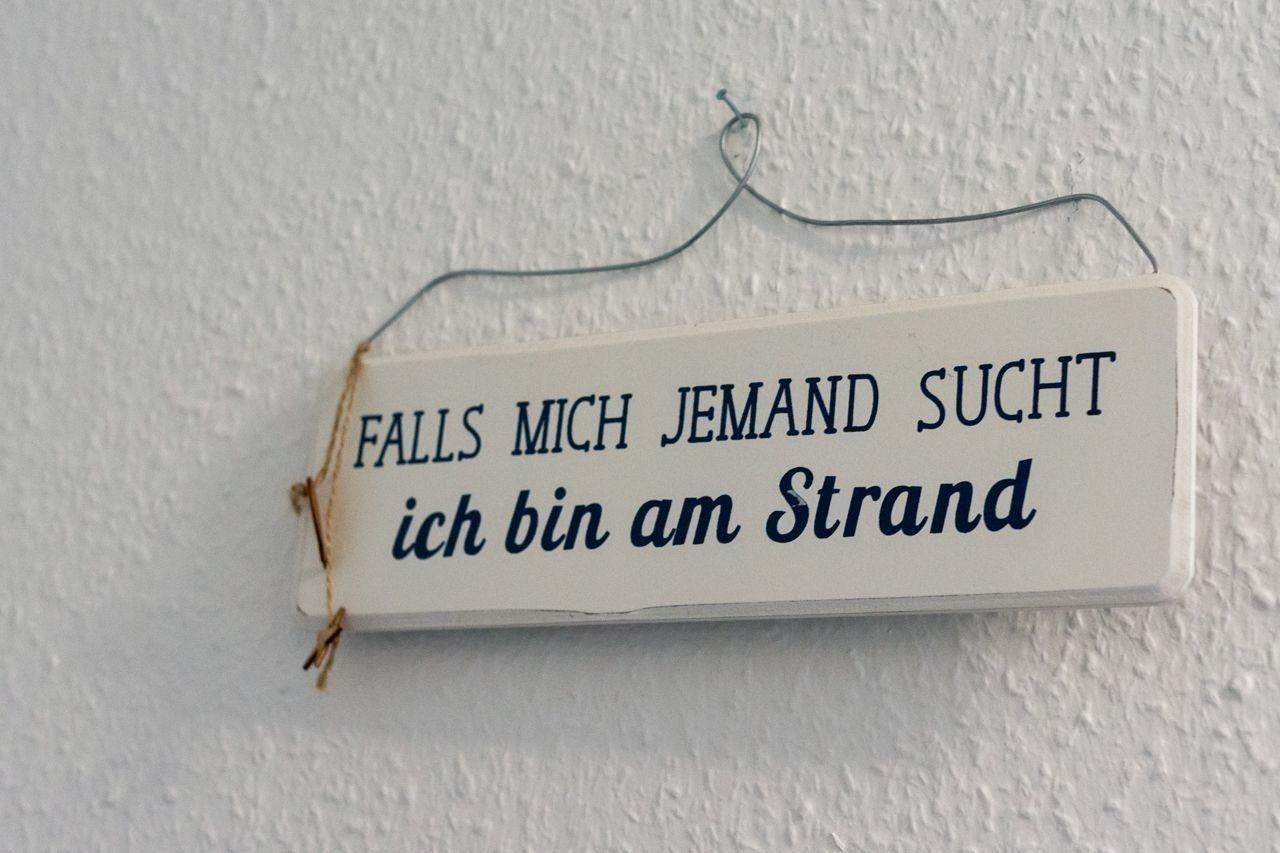 FALLS MICH JEMAND SUCHT
ich bin am Strand